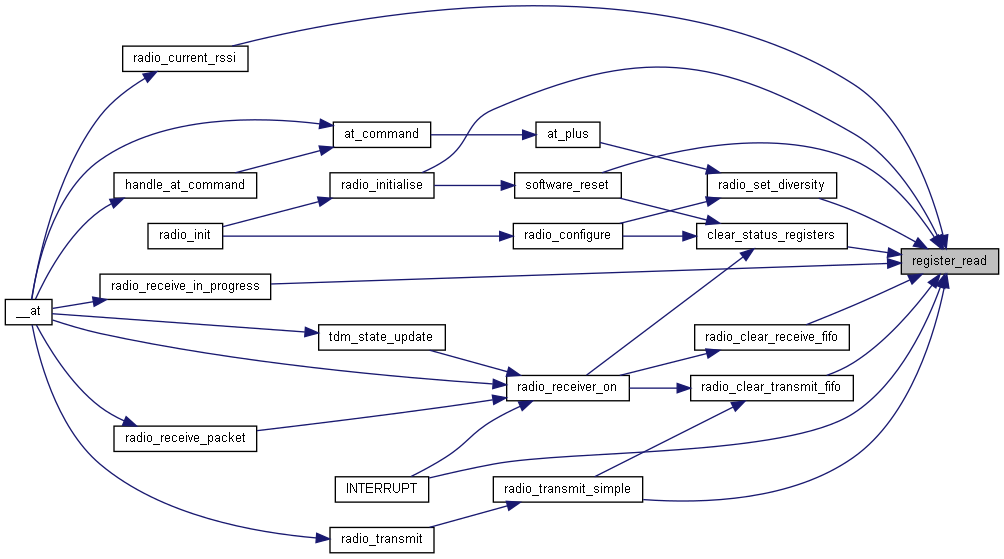 radio_current_rssi
at_command
at_plus
handle_at_command
radio_initialise
software_reset
radio_set_diversity
radio_init
radio_configure
clear_status_registers
register_read
radio_receive_in_progress
__at
tdm_state_update
radio_clear_receive_fifo
radio_receiver_on
radio_clear_transmit_fifo
radio_receive_packet
INTERRUPT
radio_transmit_simple
radio_transmit